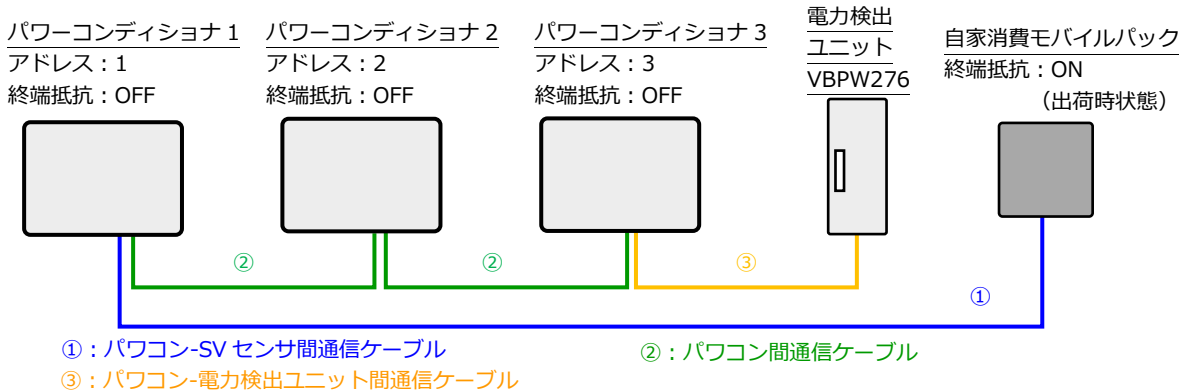 パワーコンディショナ 1
アドレス：1
終端抵抗：OFF
パワーコンディショナ 2
アドレス：2
終端抵抗：OFF
パワーコンディショナ 3
アドレス：3
終端抵抗：OFF
電力検出
ユニット
VBPW276
自家消費モバイルパック
終端抵抗：ON
（出荷時状態）
②
②
③
①
①：パワコン-SV センサ間通信ケーブル
②：パワコン間通信ケーブル
③：パワコン-電力検出ユニット間通信ケーブル